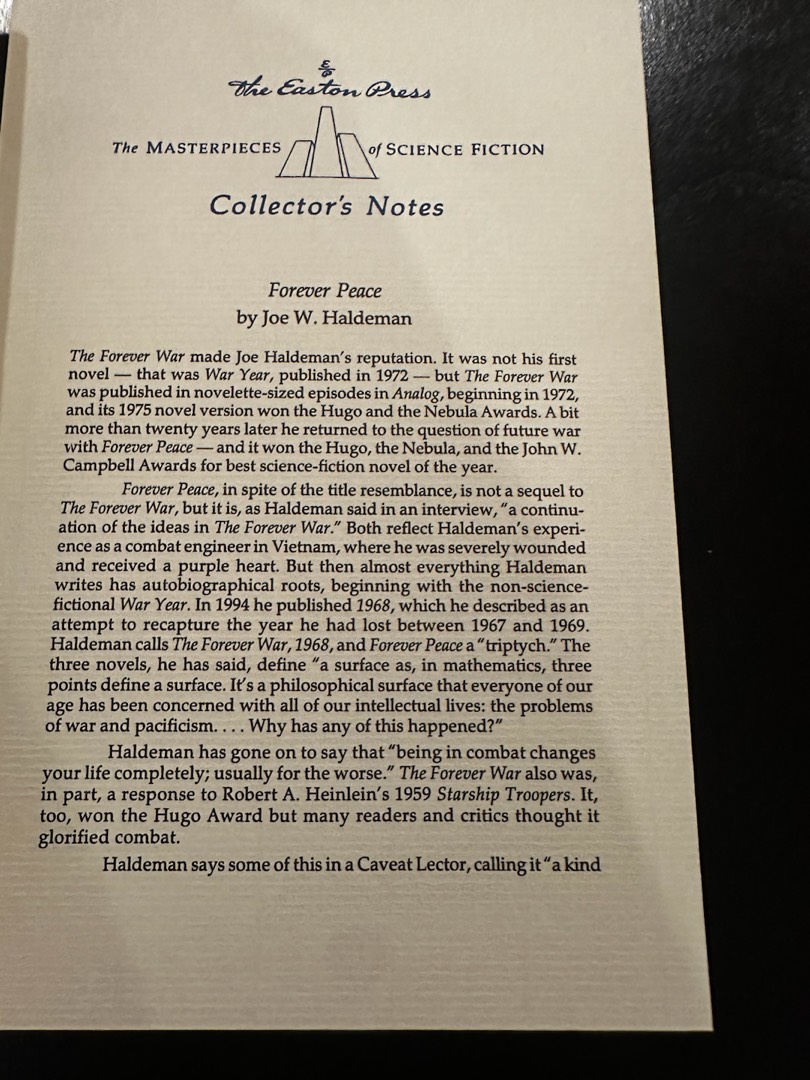 E/P
The Easton Press
The MASTERPIECES of SCIENCE FICTION
Collector's Notes
Forever Peace
by Joe W. Haldeman
The Forever War made Joe Haldeman's reputation. It was not his first
novel — that was War Year, published in 1972 — but The Forever War
was published in novelette-sized episodes in Analog, beginning in 1972,
and its 1975 novel version won the Hugo and the Nebula Awards. A bit
more than twenty years later he returned to the question of future war
with Forever Peace — and it won the Hugo, the Nebula, and the John W.
Campbell Awards for best science-fiction novel of the year.
Forever Peace, in spite of the title resemblance, is not a sequel to
The Forever War, but it is, as Haldeman said in an interview, "a continu-
ation of the ideas in The Forever War." Both reflect Haldeman's experi-
ence as a combat engineer in Vietnam, where he was severely wounded
and received a purple heart. But then almost everything Haldeman
writes has autobiographical roots, beginning with the non-science-
fictional War Year. In 1994 he published 1968, which he described as an
attempt to recapture the year he had lost between 1967 and 1969.
Haldeman calls The Forever War, 1968, and Forever Peace a "triptych." The
three novels, he has said, define "a surface as, in mathematics, three
points define a surface. It's a philosophical surface that everyone of our
age has been concerned with all of our intellectual lives: the problems
of war and pacificism. . . . Why has any of this happened?"
Haldeman has gone on to say that "being in combat changes
your life completely; usually for the worse." The Forever War also was,
in part, a response to Robert A. Heinlein's 1959 Starship Troopers. It,
too, won the Hugo Award but many readers and critics thought it
glorified combat.
Haldeman says some of this in a Caveat Lector, calling it "a kind